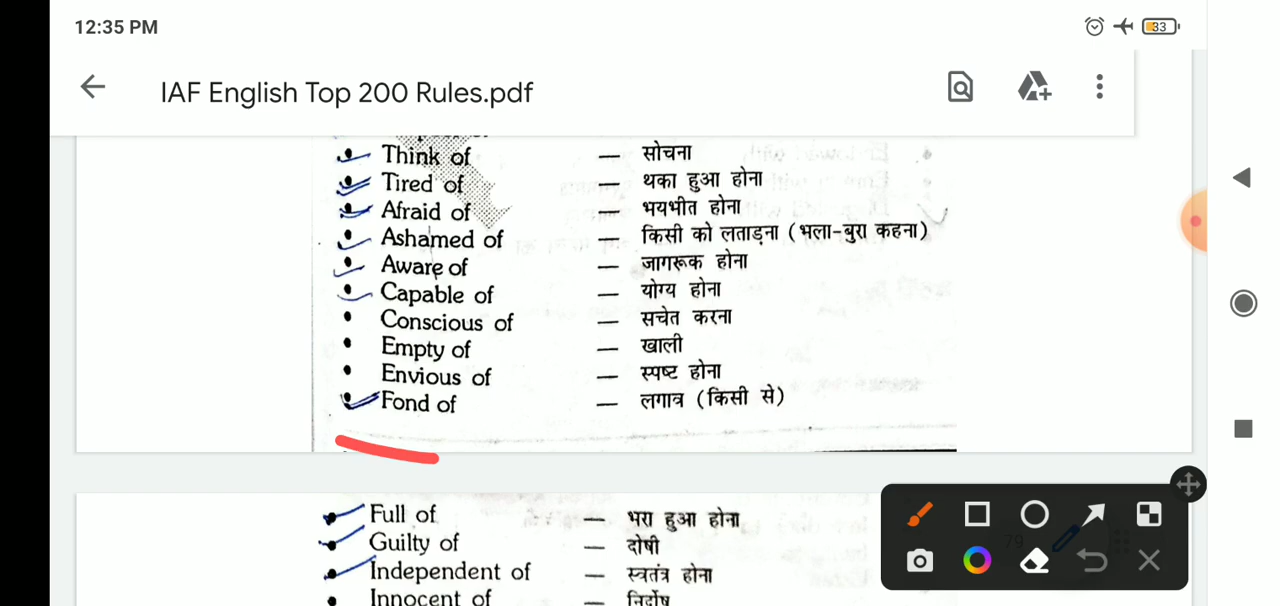 12:35 PM
33
IAF English Top 200 Rules.pdf
Think of — सोचना
Tired of — थका हुआ होना
Afraid of — भयभीत होना
Ashamed of — किसी को लताड़ना (भला-बुरा कहना)
Aware of — जागरूक होना
Capable of — योग्य होना
Conscious of — सचेत करना
Empty of — खाली
Envious of — स्पष्ट होना
Fond of — लगाव (किसी से)
Full of — भरा हुआ होना
Guilty of — दोषी
Independent of — स्वतंत्र होना
Innocent of — निर्दोष
79